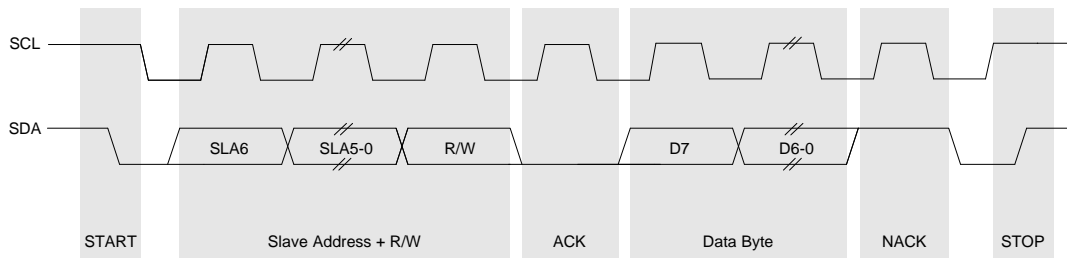 SCL
SDA
SLA6
SLA5-0
R/W
D7
D6-0
START
Slave Address + R/W
ACK
Data Byte
NACK
STOP